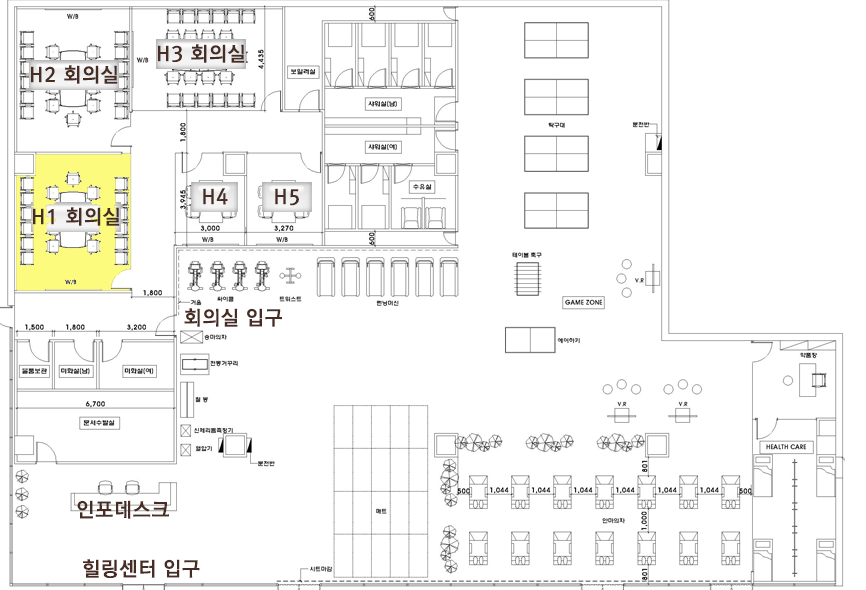 W/B
H2 회의실
W/B
H3 회의실
4,435
보일러실
600
샤워실(남)
샤워실(여)
수유실
600
탁구대
분전반
1,800
3,945
H4
H5
3,000
3,270
W/B
W/B
H1 회의실
W/B
1,800
거울
싸이클
트위스트
런닝머신
테이블 축구
V.R
GAME ZONE
에어하키
회의실 입구
승마의자
전동거꾸리
철 봉
신체리듬측정기
혈압기
분전반
1,500
1,800
3,200
물품보관
미화실(남)
미화실(여)
6,700
문서수발실
인포데스크
힐링센터 입구
매트
시트마감
V.R
V.R
약품장
HEALTH CARE
801
500
1,044
1,044
1,044
1,044
1,044
1,044
500
1,000
안마의자
801